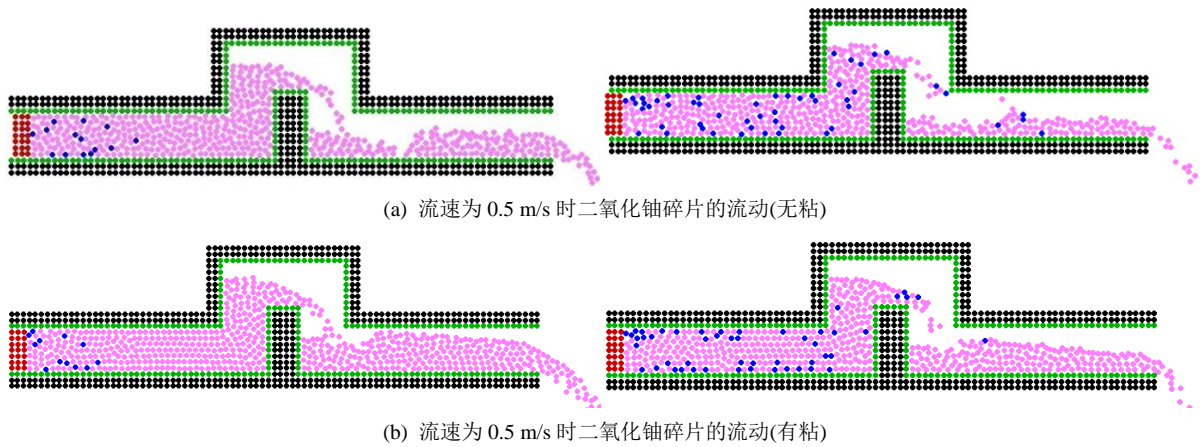 (a) 流速为 0.5 m/s 时二氧化铀碎片的流动(无粘)
(b) 流速为 0.5 m/s 时二氧化铀碎片的流动(有粘)